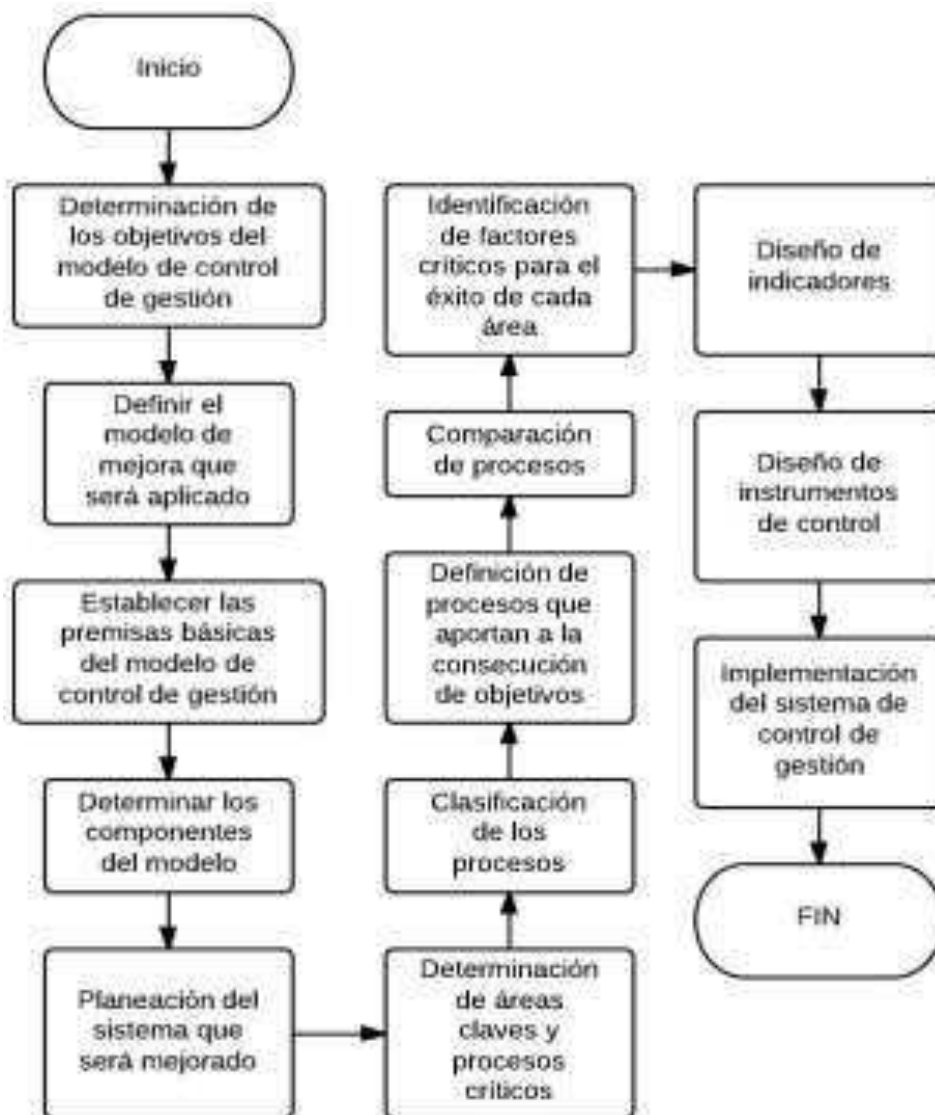 Inicio
Determinación de
los objetivos del
modelo de control
de gestión
Definir el
modelo de
mejora que
será aplicado
Establecer las
premisas básicas
del modelo de
control de gestión
Determinar los
componentes
del modelo
Planeación del
sistema que
será mejorado
Determinación
de áreas
claves y
procesos
críticos
Clasificación
de los
procesos
Definición de
procesos que
aportan a la
consecución
de objetivos
Comparación
de procesos
Identificación
de factores
críticos para el
éxito de cada
área
Diseño de
indicadores
Diseño de
instrumentos
de control
Implementación
del sistema de
control de
gestión
FIN